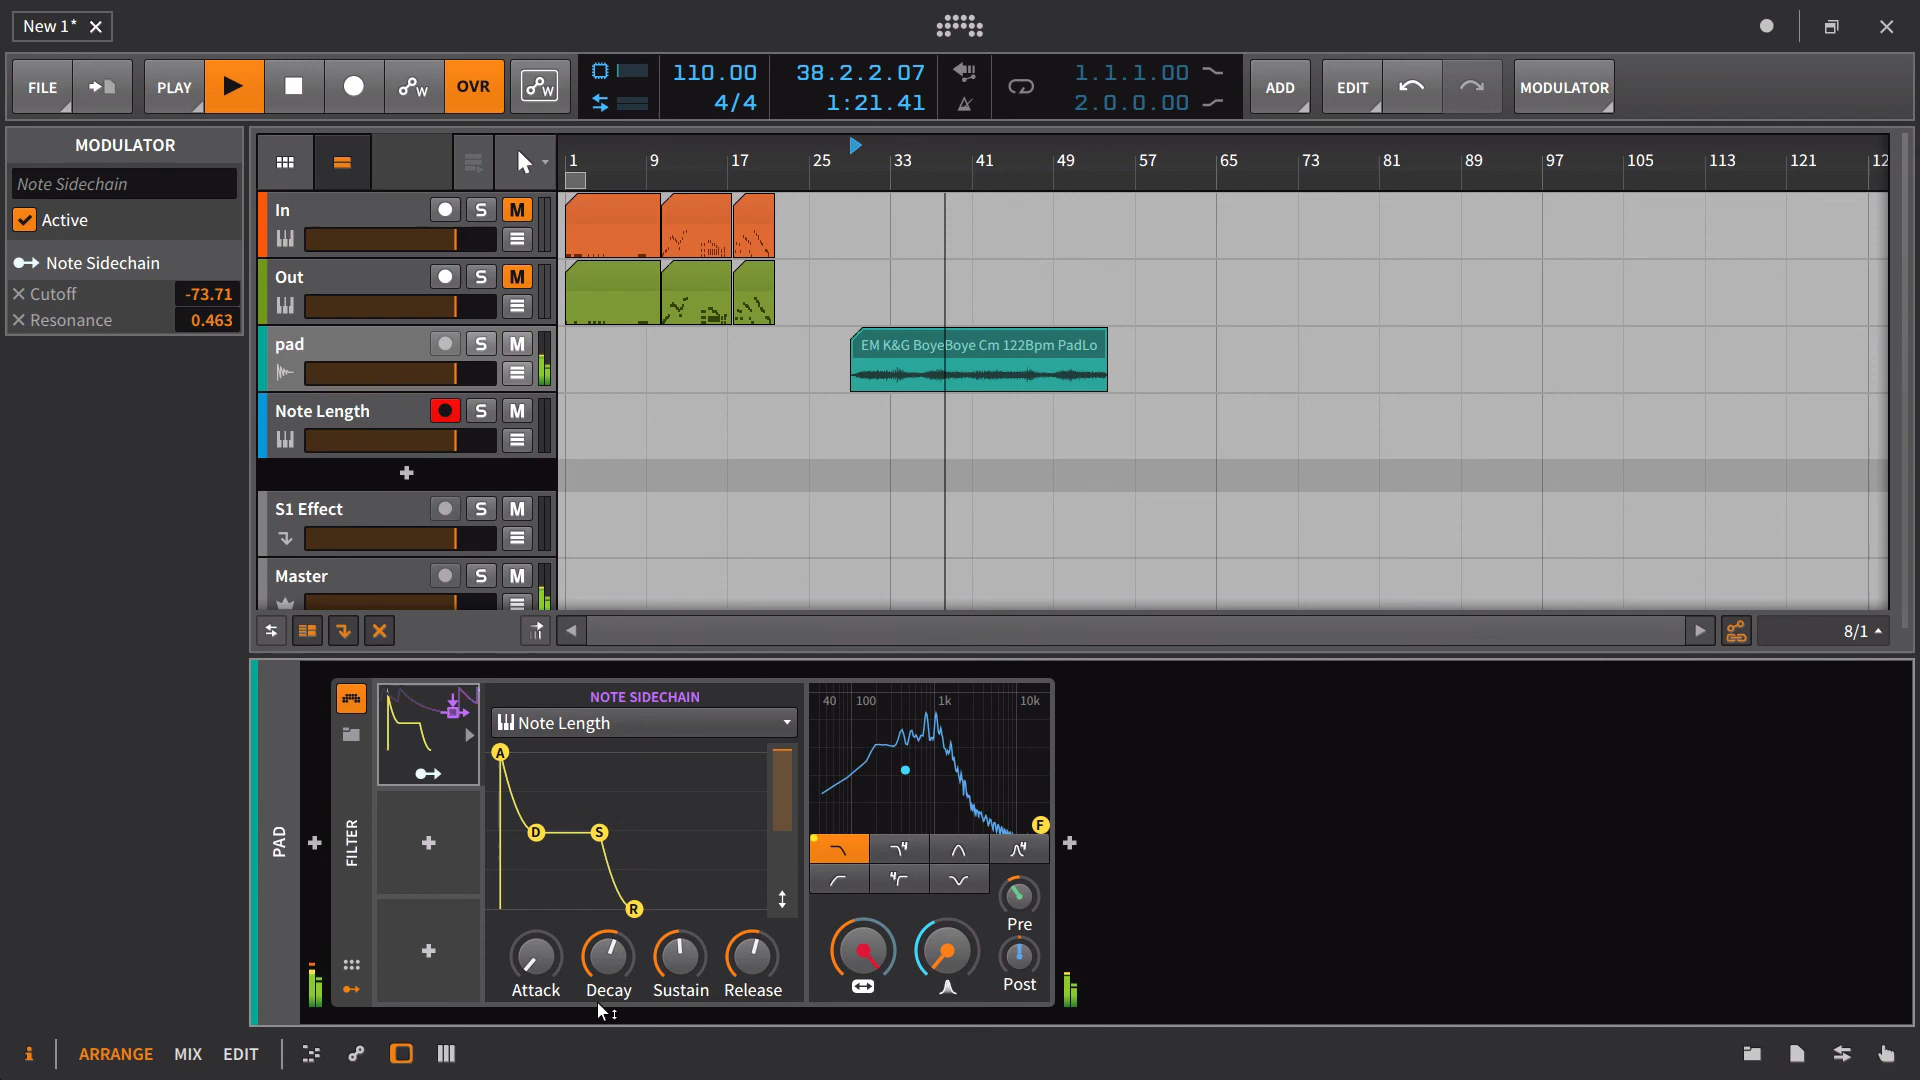 New 1*
FILE
PLAY
OVR
110.00
4/4
38.2.2.07
1:21.41
1.1.1.00
2.0.0.00
ADD
EDIT
MODULATOR
MODULATOR
Note Sidechain
Active
Note Sidechain
Cutoff -73.71
Resonance 0.463
1 9 17 25 33 41 49 57 65 73 81 89 97 105 113 121 12
In S M
Out S M
pad S M
EM K&G BoyeBoye Cm 122Bpm PadLo
Note Length S M
S1 Effect S M
Master S M
8/1
PAD
FILTER
NOTE SIDECHAIN
Note Length
A
D
S
R
Attack Decay Sustain Release
40 100 1k 10k
F
4
4
4
Pre
Post
i
ARRANGE MIX EDIT